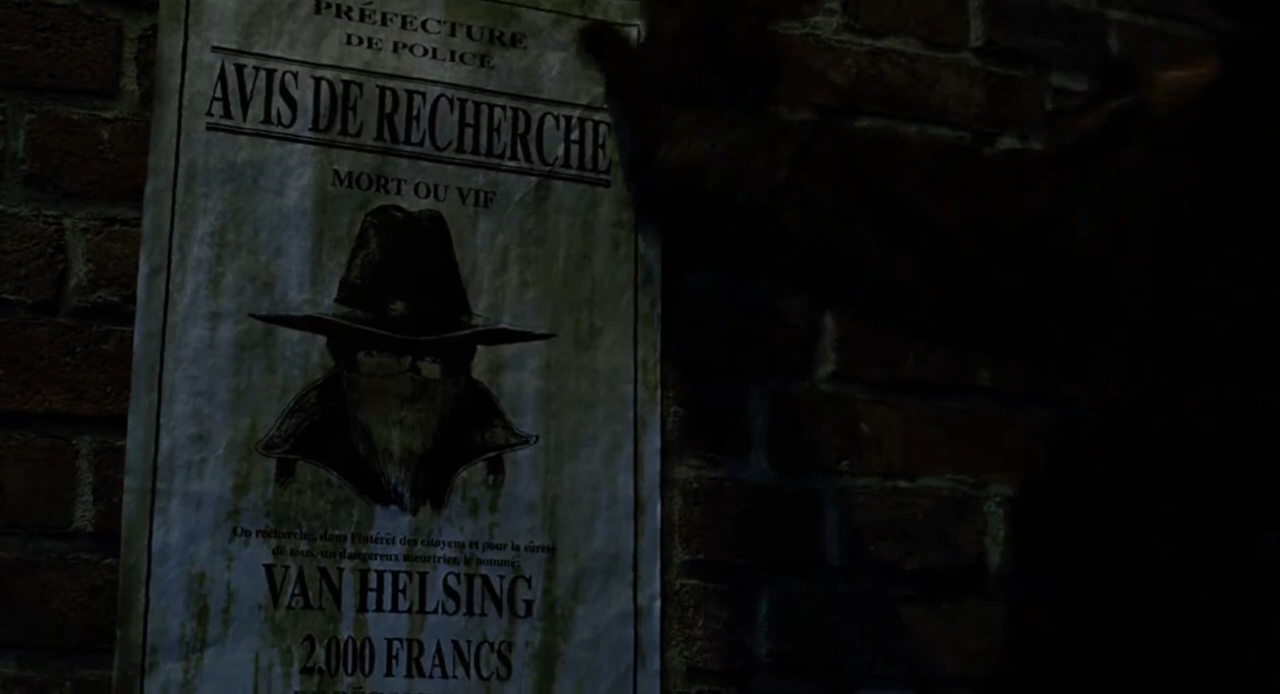 PRÉFECTURE
DE POLICE
AVIS DE RECHERCHE
MORT OU VIF
On recherche, dans l'intérêt des citoyens et pour la sûreté
de tous, un dangereux meurtrier, le nommé:
VAN HELSING
2,000 FRANCS